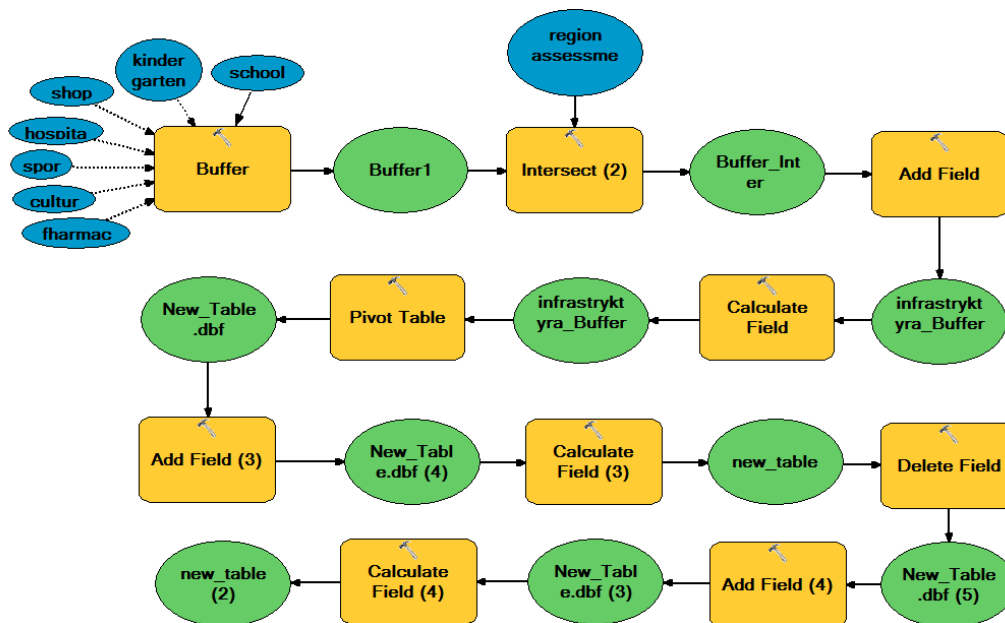 kinder
garten
school
shop
hospita
spor
cultur
fharmac
Buffer
Buffer1
region
assessme
Intersect (2)
Buffer_Int
er
Add Field
New_Table
.dbf
Pivot Table
infrastrykt
yra_Buffer
Calculate
Field
infrastrykt
yra_Buffer
Add Field (3)
New_Tabl
e.dbf (4)
Calculate
Field (3)
new_table
Delete Field
new_table
(2)
Calculate
Field (4)
New_Tabl
e.dbf (3)
Add Field (4)
New_Table
.dbf (5)